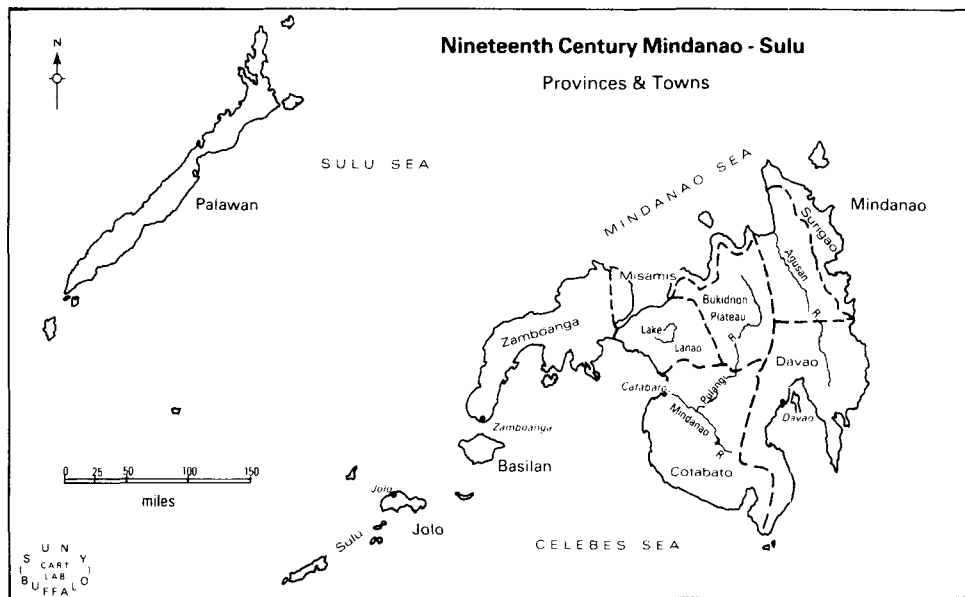 Nineteenth Century Mindanao - Sulu
Provinces & Towns
N
SULU SEA
MINDANAO SEA
Palawan
Mindanao
Surigao
Agusan
R.
Misamis
Bukidnon
Plateau
R.
Zamboanga
Lake
Lanao
Davao
Catabato
Pulangi
Mindanao
R.
Davao
Zamboanga
Basilan
Cotabato
0 25 50 100 150
miles
Jolo
Jolo
Sulu
CELEBES SEA
SUNY
CART
LAB
BUFFALO